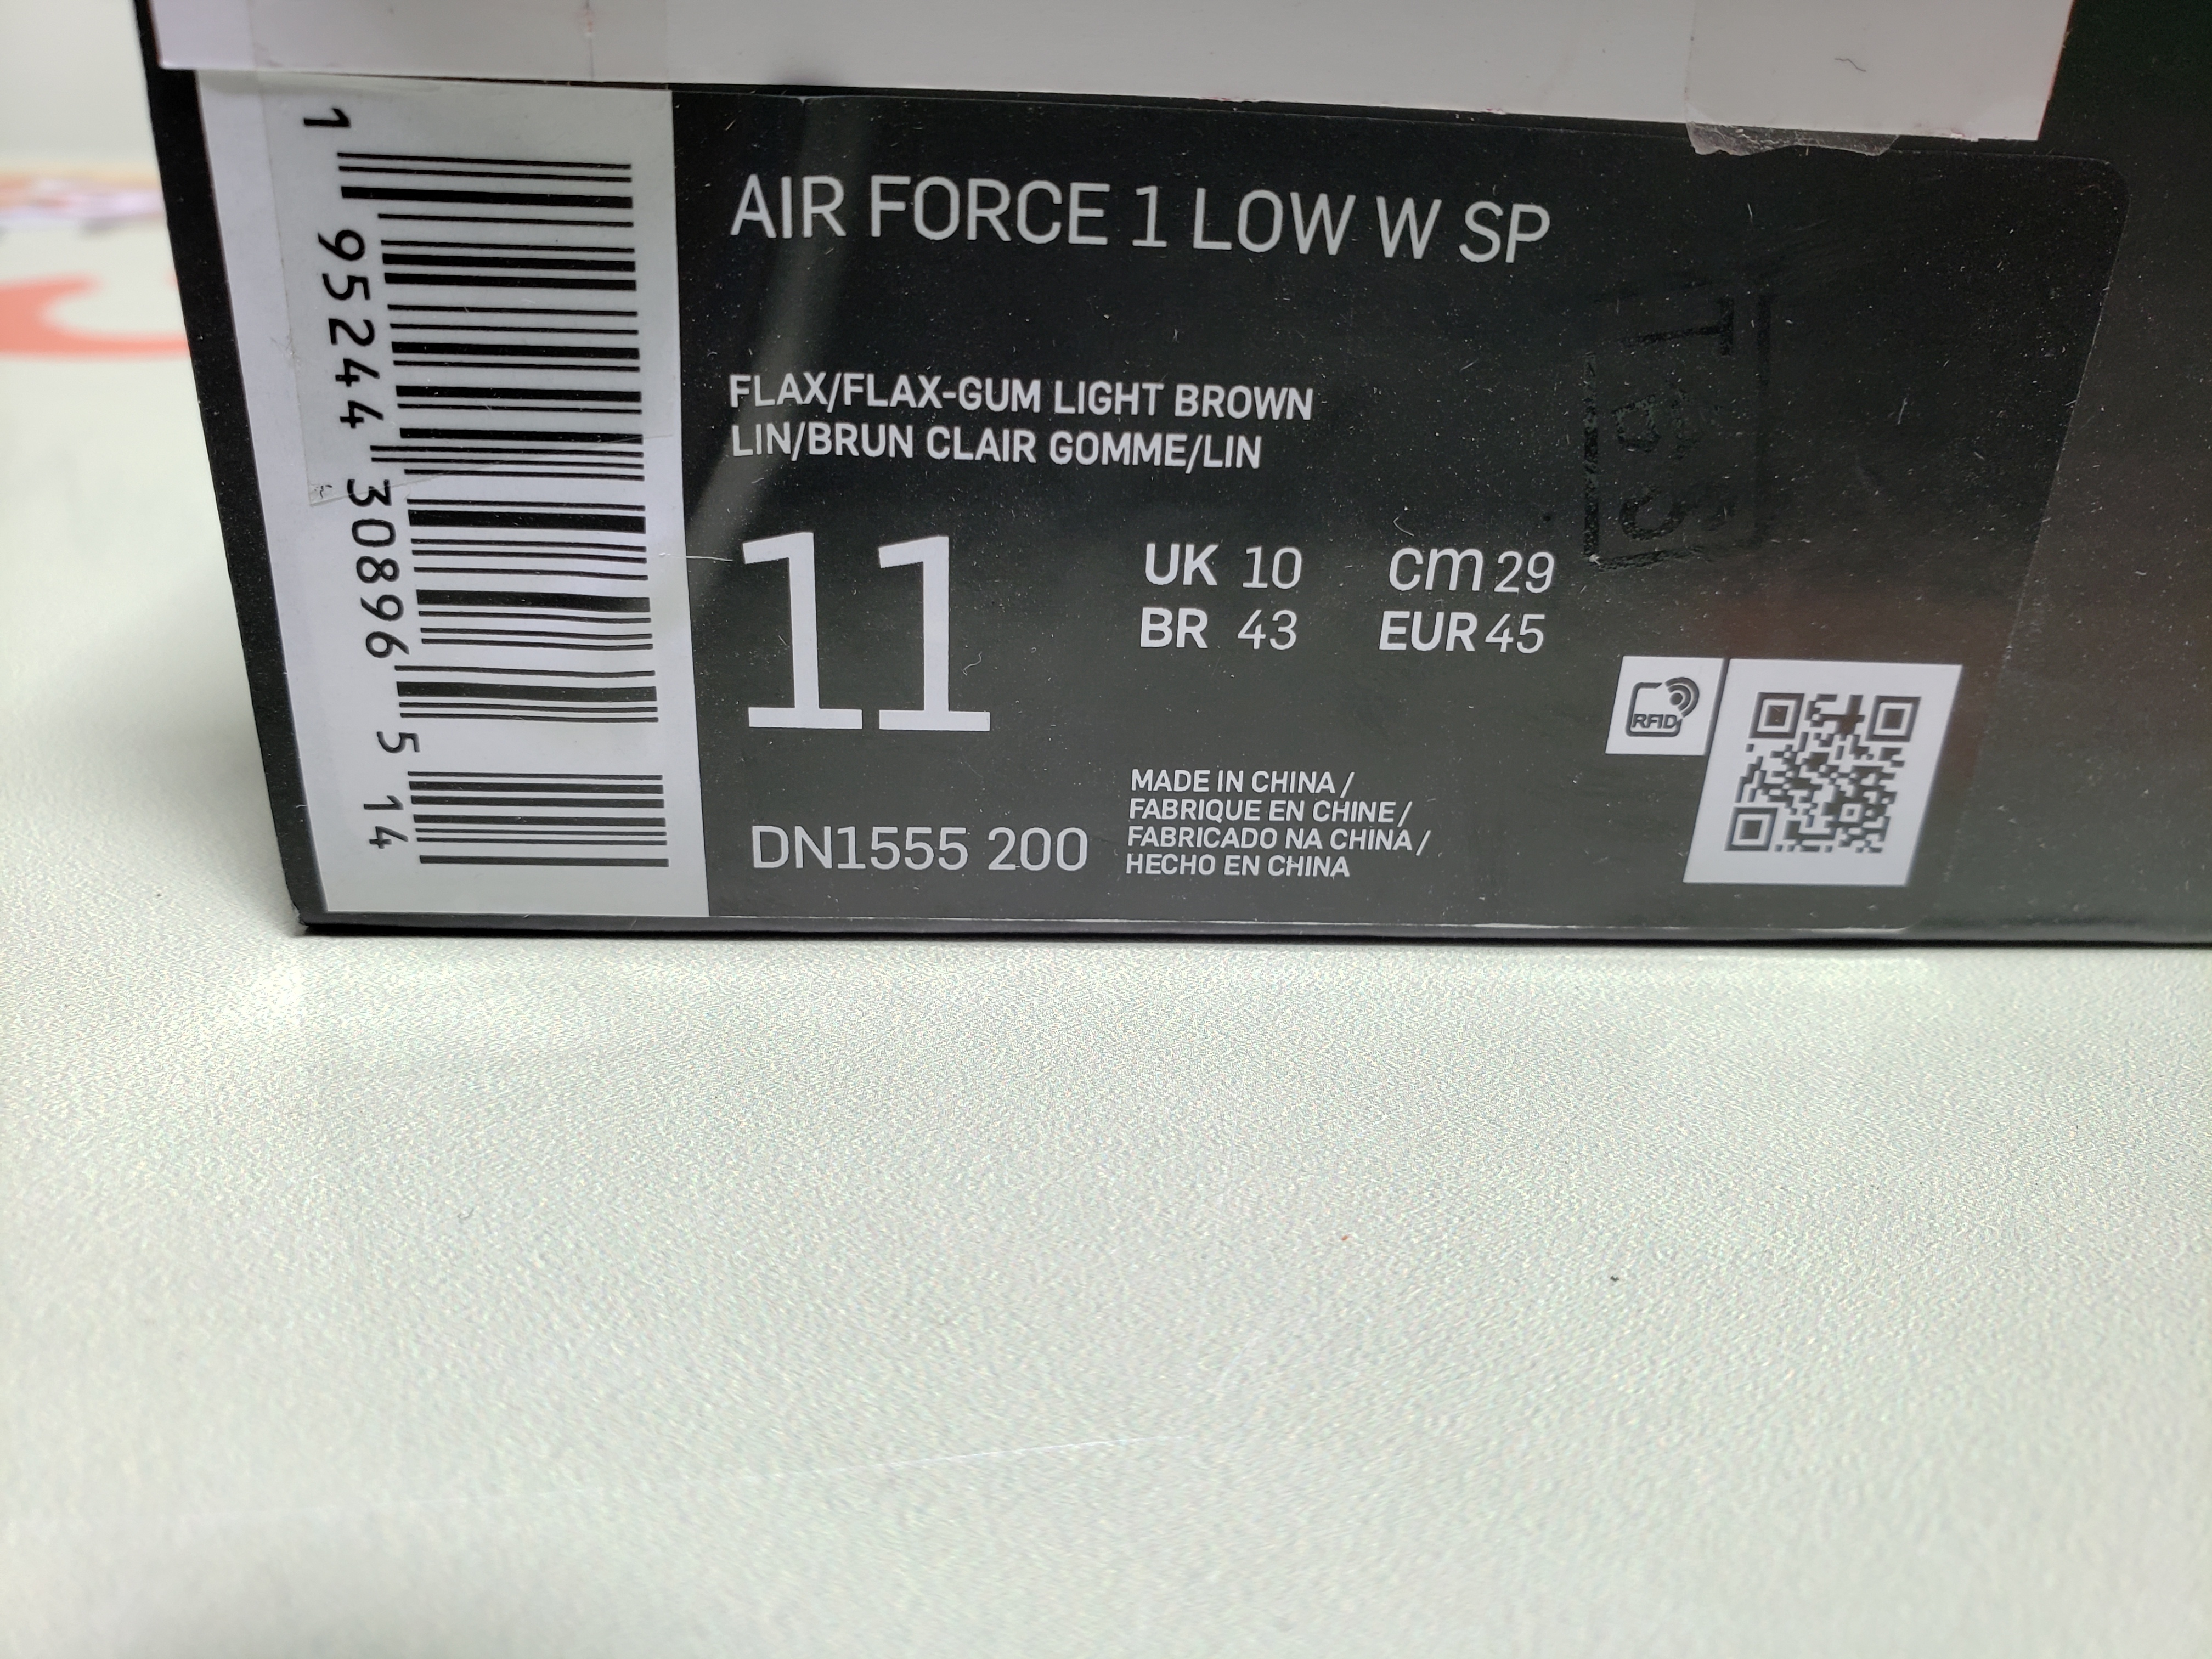 1 95244 30896 5 14
AIR FORCE 1 LOW W SP
FLAX/FLAX-GUM LIGHT BROWN
LIN/BRUN CLAIR GOMME/LIN
11
UK 10 cm 29
BR 43 EUR 45
RFID
DN1555 200
MADE IN CHINA /
FABRIQUE EN CHINE /
FABRICADO NA CHINA /
HECHO EN CHINA